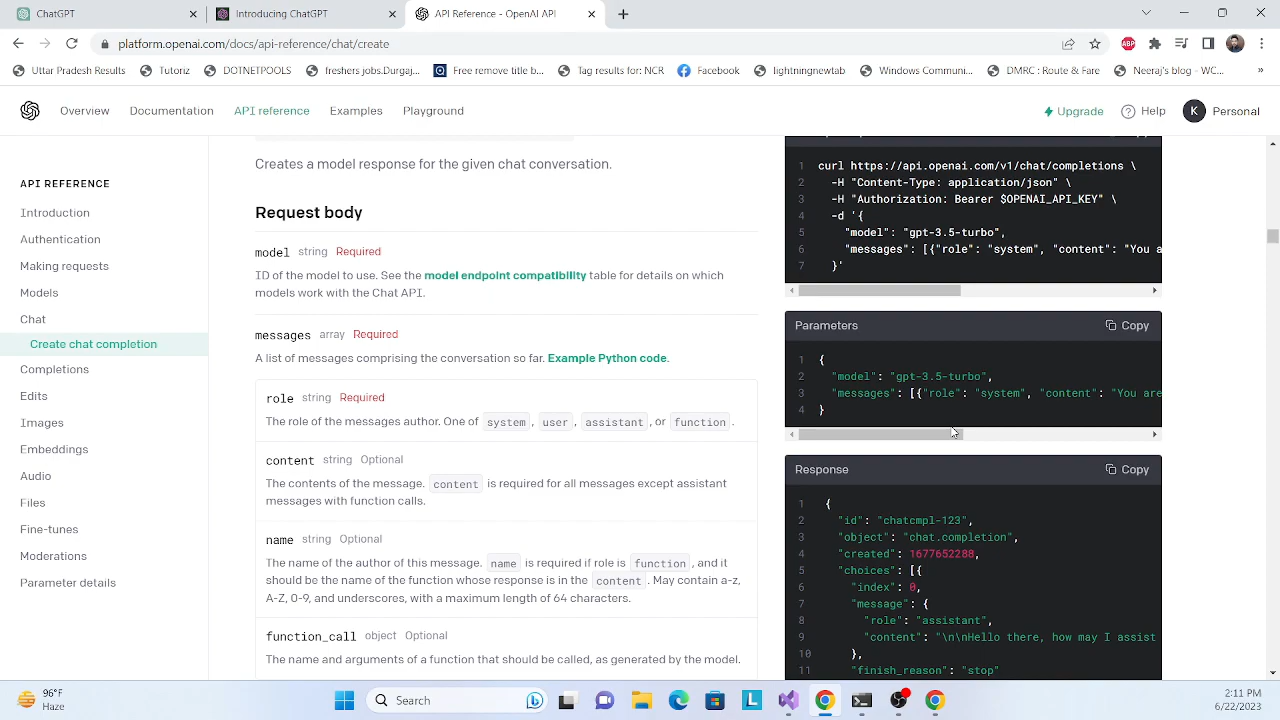 ChatGPT
Introducing ChatGPT
API Reference - OpenAI API
platform.openai.com/docs/api-reference/chat/create
ABP
Uttar Pradesh
Tutoriz
DOTNETPOOLS
freshersJobs:Durgaj...
Free remove title b...
Tag results for: NCR
Facebook
lightningnewtab
Windows Commun...
DMRC : Route & Fare
Neeraj's blog - WC...
»
Overview
Documentation
API reference
Examples
Playground
Upgrade
Help
K
Personal
API REFERENCE
Introduction
Authentication
Making requests
Models
Chat
Create chat completion
Completions
Edits
Images
Embeddings
Audio
Files
Fine-tunes
Moderations
Parameter details
Creates a model response for the given chat conversation.
Request body
model string Required
ID of the model to use. See the model endpoint compatibility table for details on which
models work with the Chat API.
messages array Required
A list of messages comprising the conversation so far. Example Python code.
role string Required
The role of the messages author. One of system, user, assistant, or function.
content string Optional
The contents of the message. content is required for all messages except assistant
messages with function calls.
name string Optional
The name of the author of this message. name is required if role is function, and it
should be the name of the function whose response is in the content. May contain a-z,
A-Z, 0-9, and underscores, with a maximum length of 64 characters.
function_call object Optional
The name and arguments of a function that should be called, as generated by the model.
1 curl https://api.openai.com/v1/chat/completions \
2 -H "Content-Type: application/json" \
3 -H "Authorization: Bearer $OPENAI_API_KEY" \
4 -d '{
5 "model": "gpt-3.5-turbo",
6 "messages": [{"role": "system", "content": "You a
7 }'
Parameters
Copy
1 {
2 "model": "gpt-3.5-turbo",
3 "messages": [{"role": "system", "content": "You are
4 }
Response
Copy
1 {
2 "id": "chatcmpl-123",
3 "object": "chat.completion",
4 "created": 1677652288,
5 "choices": [{
6 "index": 0,
7 "message": {
8 "role": "assistant",
9 "content": "\n\nHello there, how may I assist
10 },
11 "finish_reason": "stop"
96°F
Haze
Search
L
2:11 PM
6/22/2023